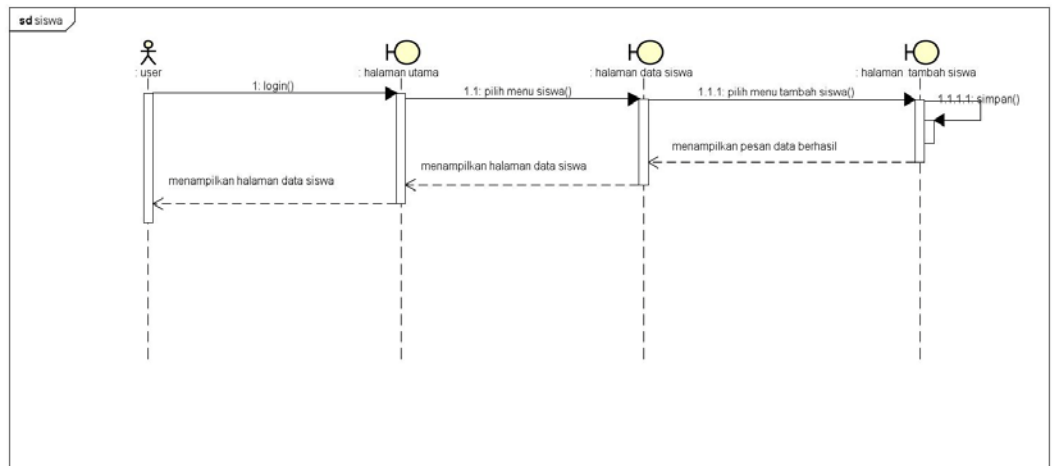 sd siswa
: user
: halaman utama
: halaman data siswa
: halaman tambah siswa
1: login()
1.1: pilih menu siswa()
1.1.1: pilih menu tambah siswa()
1.1.1.1: simpan()
menampilkan pesan data berhasil
menampilkan halaman data siswa
menampilkan halaman data siswa